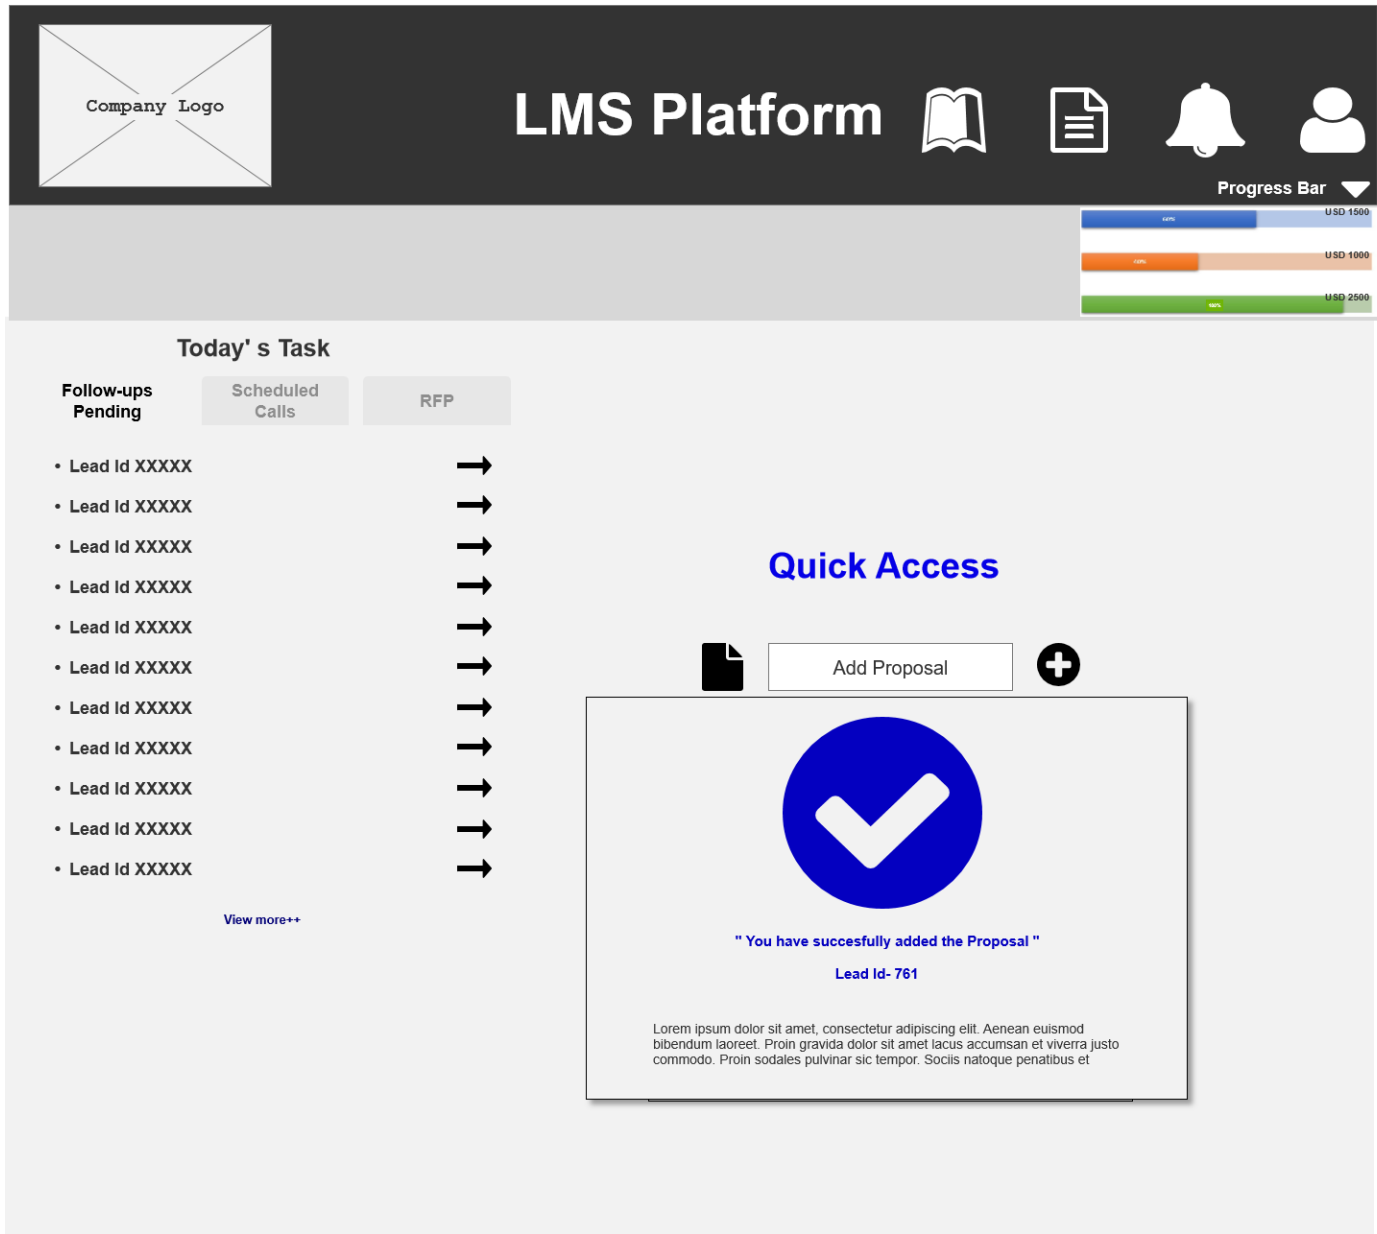 Company Logo
LMS Platform
Progress Bar
USD 1500
USD 1000
USD 2500
100%
Today' s Task
Follow-ups
Pending
Scheduled
Calls
RFP
• Lead Id XXXXX
• Lead Id XXXXX
• Lead Id XXXXX
• Lead Id XXXXX
• Lead Id XXXXX
• Lead Id XXXXX
• Lead Id XXXXX
• Lead Id XXXXX
• Lead Id XXXXX
• Lead Id XXXXX
• Lead Id XXXXX
View more++
Quick Access
Add Proposal
" You have succesfully added the Proposal "
Lead Id- 761
Lorem ipsum dolor sit amet, consectetur adipiscing elit. Aenean euismod
bibendum laoreet. Proin gravida dolor sit amet lacus accumsan et viverra justo
commodo. Proin sodales pulvinar sic tempor. Sociis natoque penatibus et